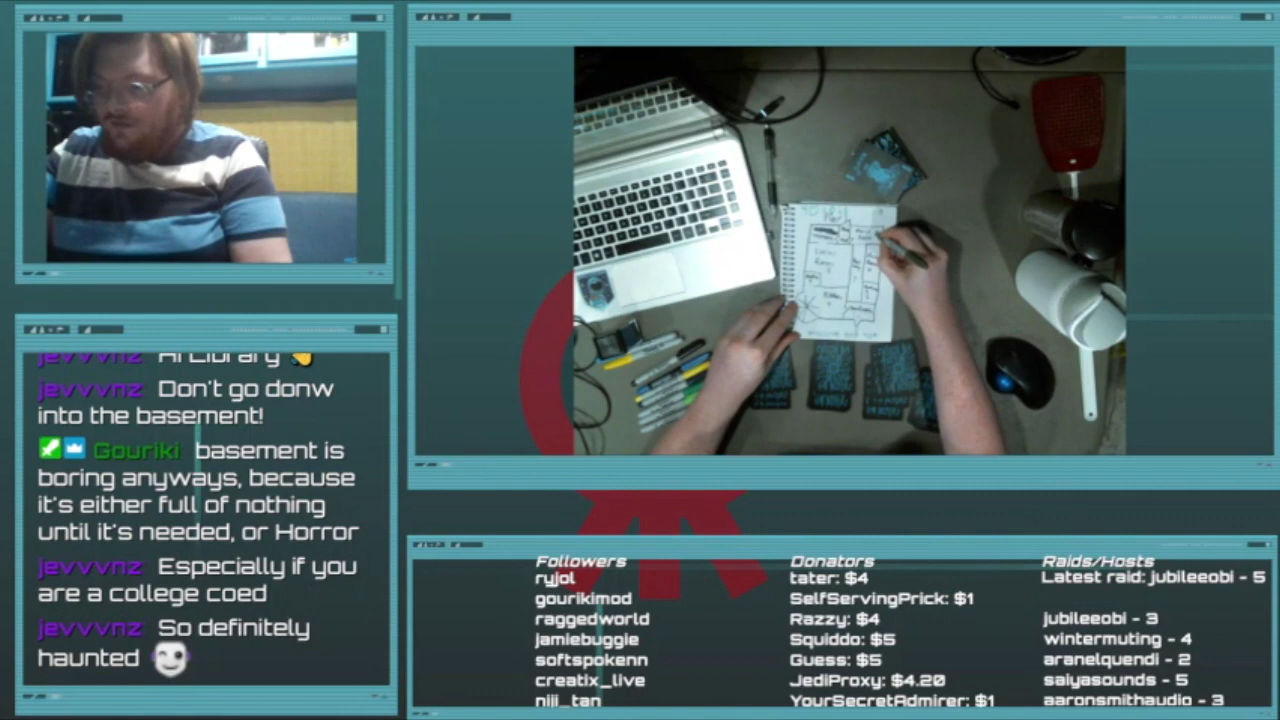 jevvvnz Hi Library
jevvvnz Don't go donw
into the basement!
Gouriki basement is
boring anyways, because
it's either full of nothing
until it's needed, or Horror
jevvvnz Especially if you
are a college coed
jevvvnz So definitely
haunted
Followers
ryjol
gourikimod
raggedworld
jamiebuggie
softspokenn
creatix_live
niji_tan
Donators
tater: $4
SelfServingPrick: $1
Razzy: $4
Squiddo: $5
Guess: $5
JediProxy: $4.20
YourSecretAdmirer: $1
Raids/Hosts
Latest raid: jubileeobi - 5
jubileeobi - 3
wintermuting - 4
aranelquendi - 2
saiyasounds - 5
aaronsmithaudio - 3